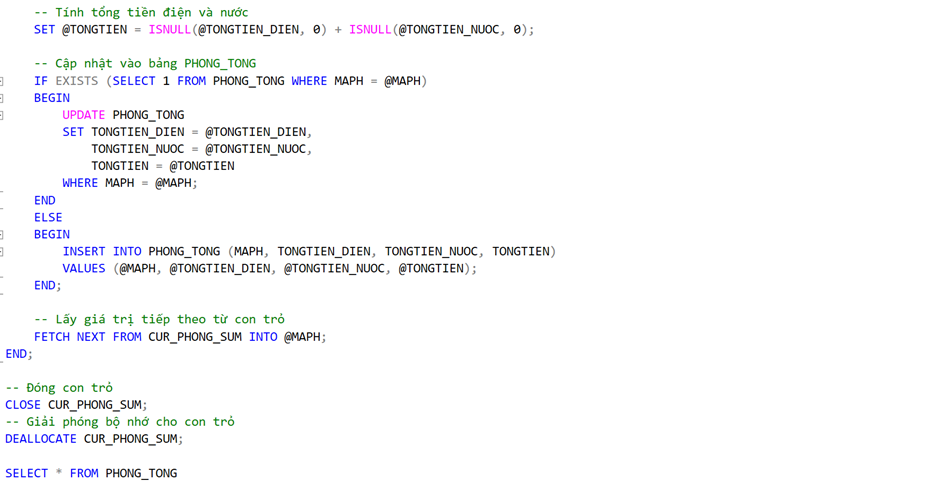 -- Tính tổng tiền điện và nước
SET @TONGTIEN = ISNULL(@TONGTIEN_DIEN, 0) + ISNULL(@TONGTIEN_NUOC, 0);
-- Cập nhật vào bảng PHONG_TONG
IF EXISTS (SELECT 1 FROM PHONG_TONG WHERE MAPH = @MAPH)
BEGIN
UPDATE PHONG_TONG
SET TONGTIEN_DIEN = @TONGTIEN_DIEN,
TONGTIEN_NUOC = @TONGTIEN_NUOC,
TONGTIEN = @TONGTIEN
WHERE MAPH = @MAPH;
END
ELSE
BEGIN
INSERT INTO PHONG_TONG (MAPH, TONGTIEN_DIEN, TONGTIEN_NUOC, TONGTIEN)
VALUES (@MAPH, @TONGTIEN_DIEN, @TONGTIEN_NUOC, @TONGTIEN);
END;
-- Lấy giá trị tiếp theo từ con trỏ
FETCH NEXT FROM CUR_PHONG_SUM INTO @MAPH;
END;
-- Đóng con trỏ
CLOSE CUR_PHONG_SUM;
-- Giải phóng bộ nhớ cho con trỏ
DEALLOCATE CUR_PHONG_SUM;
SELECT * FROM PHONG_TONG